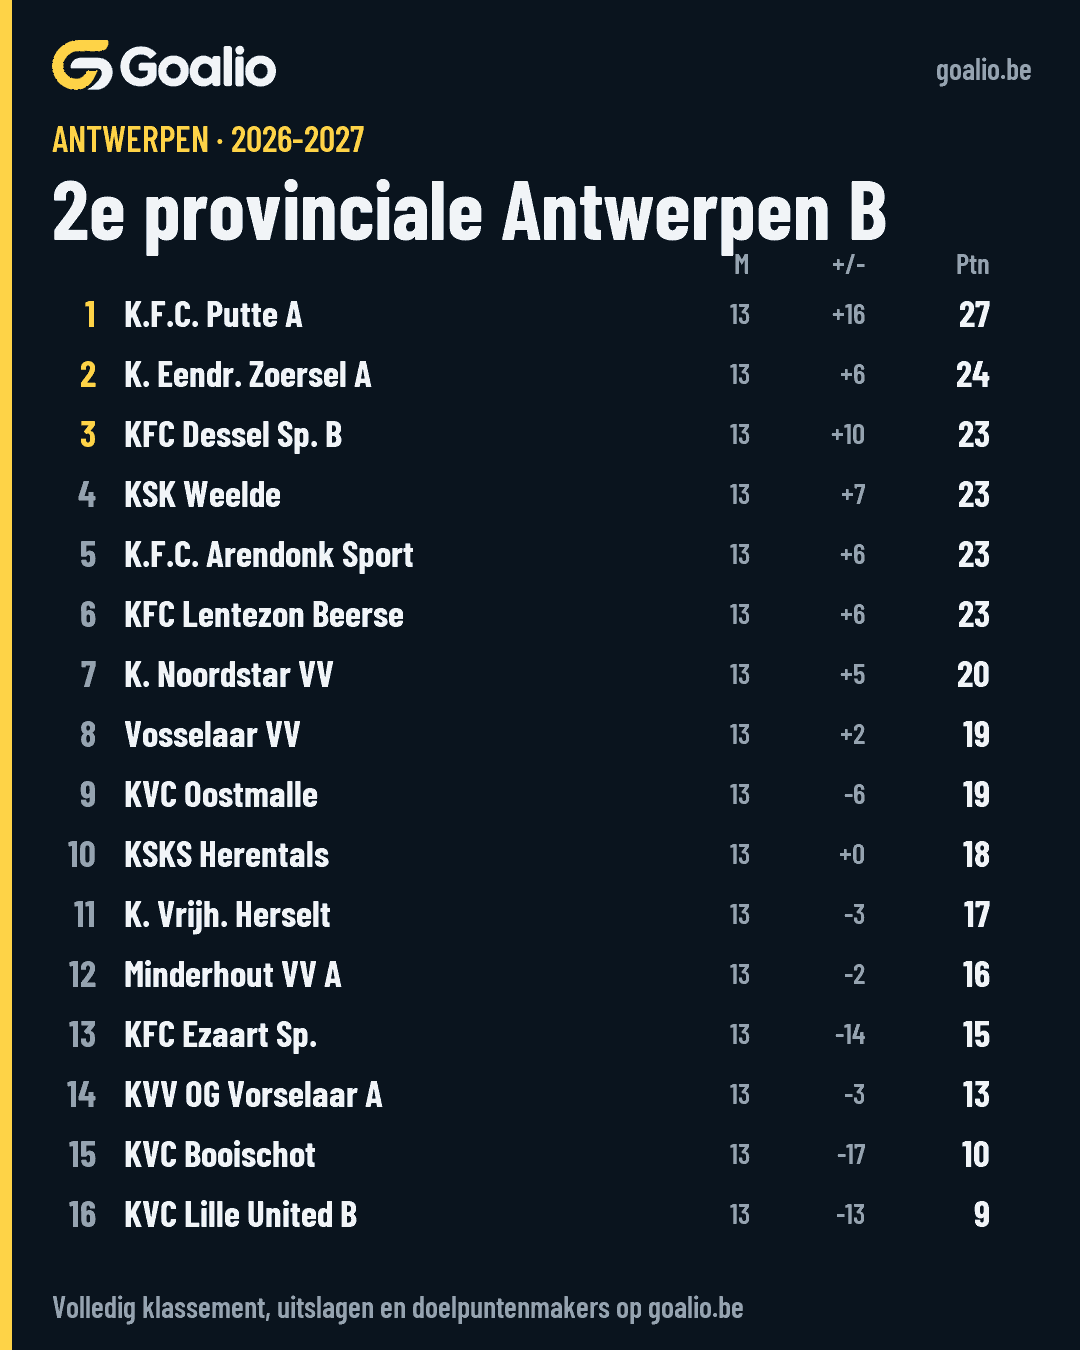 Goalio
goalio.be
ANTWERPEN · 2026-2027
2e provinciale Antwerpen B
M +/- Ptn
1 K.F.C. Putte A 13 +16 27
2 K. Eendr. Zoersel A 13 +6 24
3 KFC Dessel Sp. B 13 +10 23
4 KSK Weelde 13 +7 23
5 K.F.C. Arendonk Sport 13 +6 23
6 KFC Lentezon Beerse 13 +6 23
7 K. Noordstar VV 13 +5 20
8 Vosselaar VV 13 +2 19
9 KVC Oostmalle 13 -6 19
10 KSKS Herentals 13 +0 18
11 K. Vrijh. Herselt 13 -3 17
12 Minderhout VV A 13 -2 16
13 KFC Ezaart Sp. 13 -14 15
14 KVV OG Vorselaar A 13 -3 13
15 KVC Booischot 13 -17 10
16 KVC Lille United B 13 -13 9
Volledig klassement, uitslagen en doelpuntenmakers op goalio.be